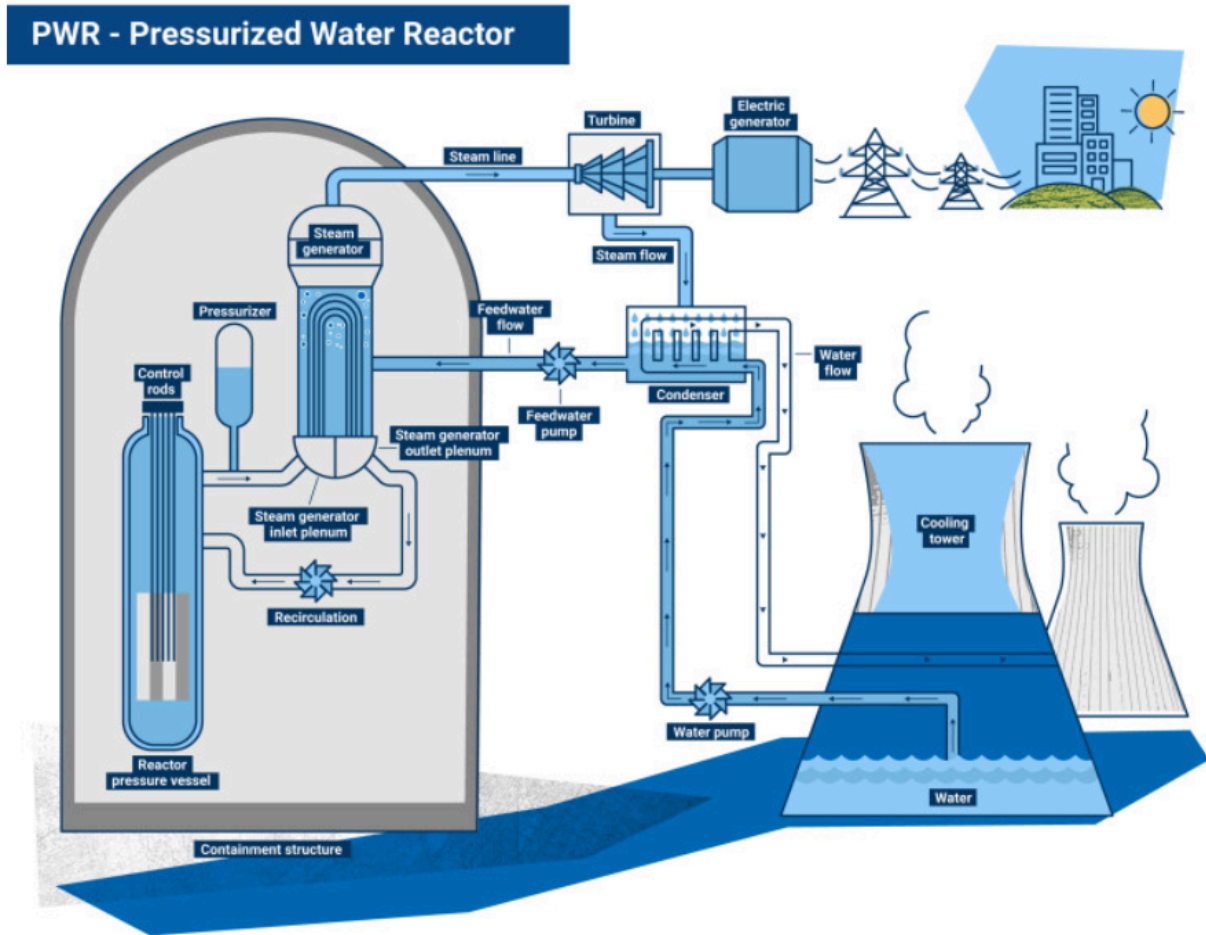 PWR - Pressurized Water Reactor
Turbine
Electric
generator
Steam line
Steam
generator
Steam flow
Pressurizer
Feedwater
flow
Control
rods
Water
flow
Condenser
Feedwater
pump
Steam generator
outlet plenum
Steam generator
inlet plenum
Cooling
tower
Recirculation
Water pump
Reactor
pressure vessel
Water
Containment structure